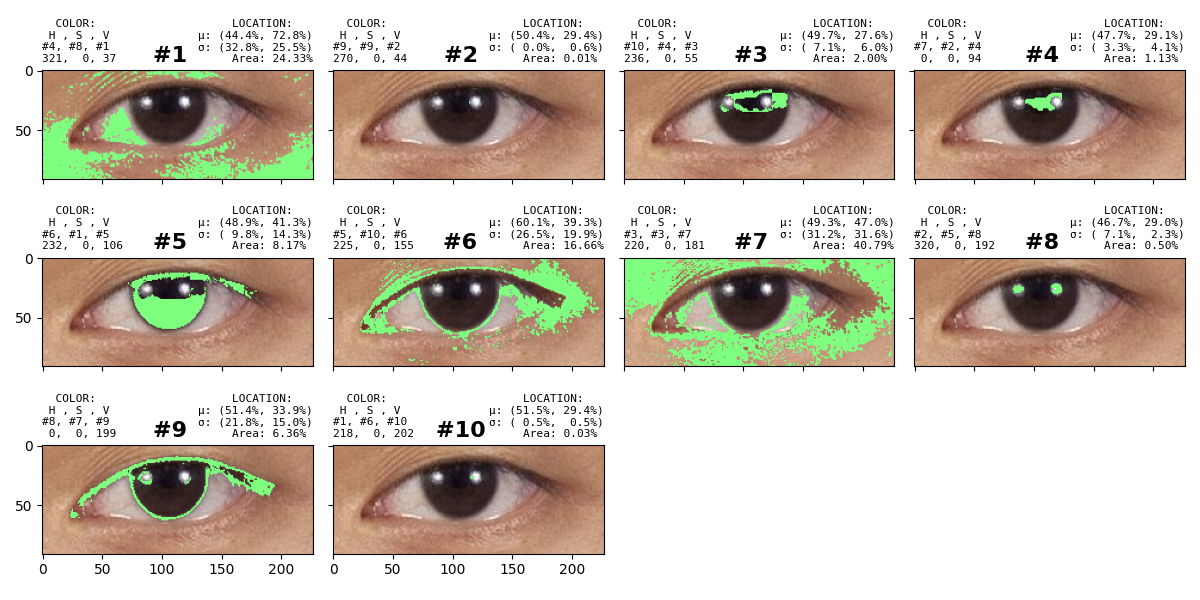 COLOR: LOCATION:
H , S , V μ: (44.4%, 72.8%)
#4, #8, #1 #1 σ: (32.8%, 25.5%)
321, 0, 37 Area: 24.33%
COLOR: LOCATION:
H , S , V μ: (50.4%, 29.4%)
#9, #9, #2 #2 σ: ( 0.0%, 0.6%)
270, 0, 44 Area: 0.01%
COLOR: LOCATION:
H , S , V μ: (49.7%, 27.6%)
#10, #4, #3 #3 σ: ( 7.1%, 6.0%)
236, 0, 55 Area: 2.00%
COLOR: LOCATION:
H , S , V μ: (47.7%, 29.1%)
#7, #2, #4 #4 σ: ( 3.3%, 4.1%)
0, 0, 94 Area: 1.13%
0
50
COLOR: LOCATION:
H , S , V μ: (48.9%, 41.3%)
#6, #1, #5 #5 σ: ( 9.8%, 14.3%)
232, 0, 106 Area: 8.17%
COLOR: LOCATION:
H , S , V μ: (60.1%, 39.3%)
#5, #10, #6 #6 σ: (26.5%, 19.9%)
225, 0, 155 Area: 16.66%
COLOR: LOCATION:
H , S , V μ: (49.3%, 47.0%)
#3, #3, #7 #7 σ: (31.2%, 31.6%)
220, 0, 181 Area: 40.79%
COLOR: LOCATION:
H , S , V μ: (46.7%, 29.0%)
#2, #5, #8 #8 σ: ( 7.1%, 2.3%)
320, 0, 192 Area: 0.50%
0
50
COLOR: LOCATION:
H , S , V μ: (51.4%, 33.9%)
#8, #7, #9 #9 σ: (21.8%, 15.0%)
0, 0, 199 Area: 6.36%
COLOR: LOCATION:
H , S , V μ: (51.5%, 29.4%)
#1, #6, #10 #10 σ: ( 0.5%, 0.5%)
218, 0, 202 Area: 0.03%
0
50
0 50 100 150 200
0 50 100 150 200